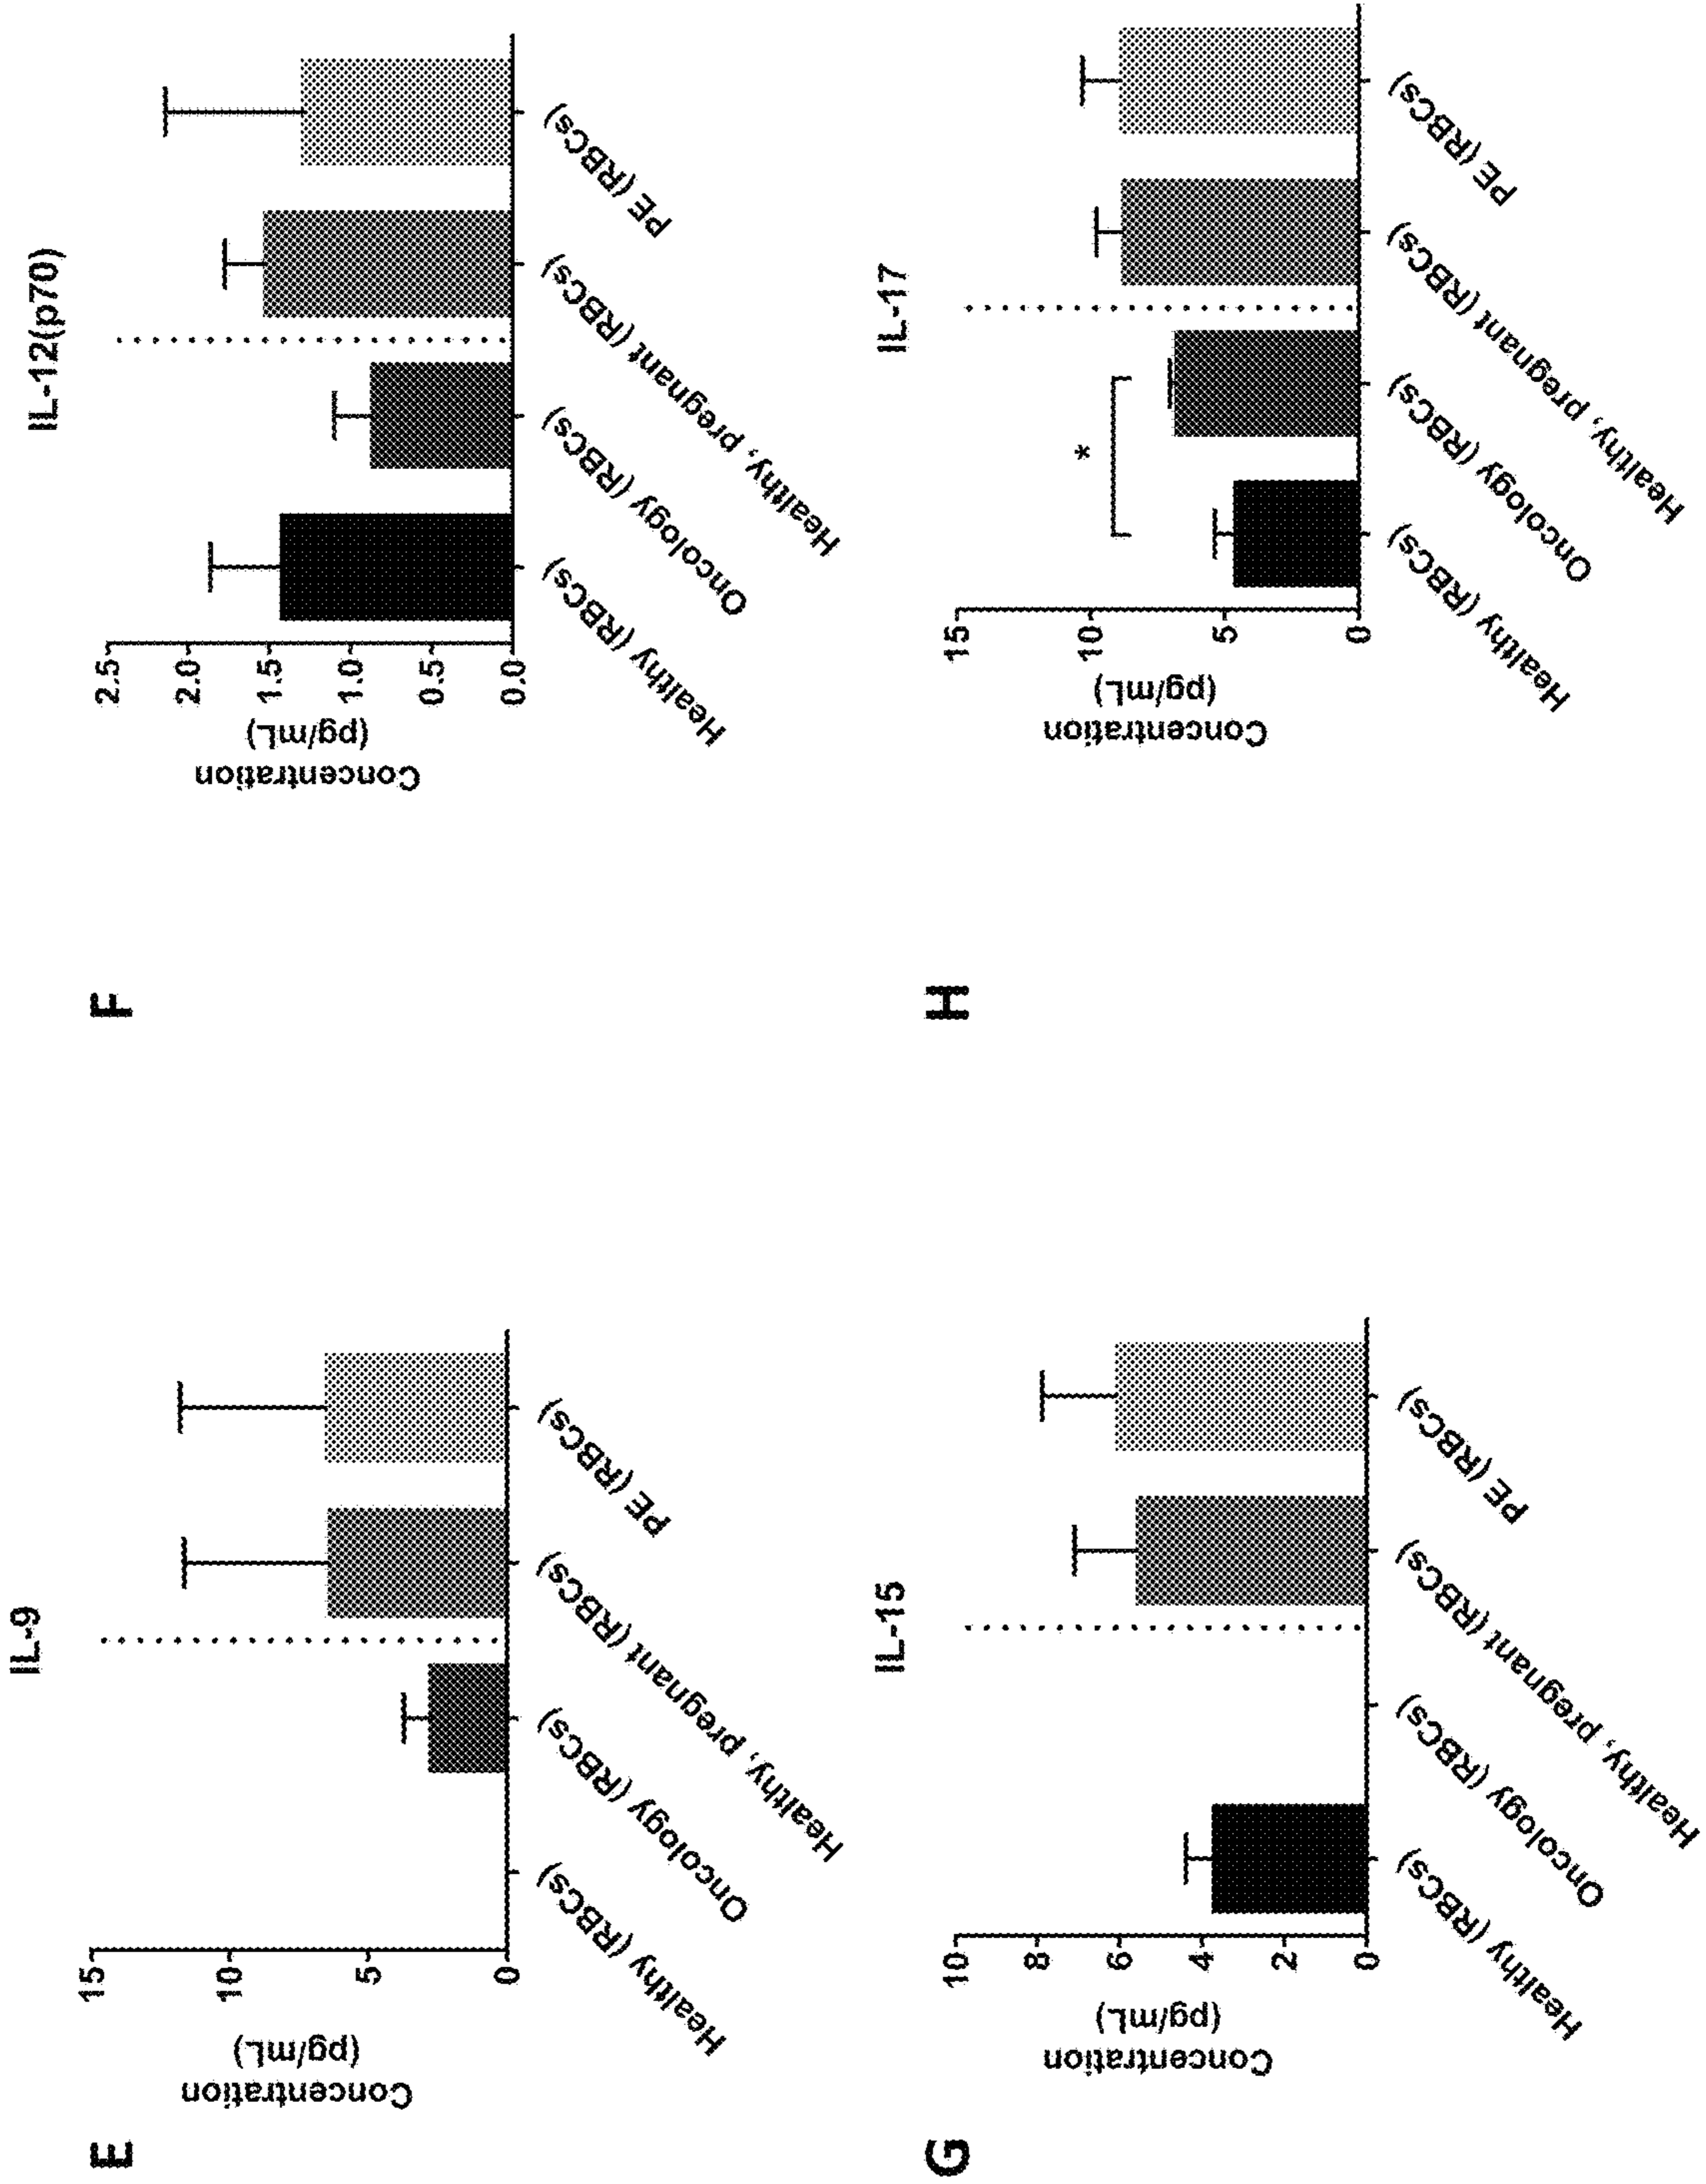 E
IL-9
Concentration
(pg/mL)
15
10
5
0
Healthy (RBCs)
Oncology (RBCs)
Healthy, pregnant (RBCs)
PE (RBCs)
F
IL-12(p70)
Concentration
(pg/mL)
2.5
2.0
1.5
1.0
0.5
0.0
Healthy (RBCs)
Oncology (RBCs)
Healthy, pregnant (RBCs)
PE (RBCs)
G
IL-15
Concentration
(pg/mL)
10
8
6
4
2
0
Healthy (RBCs)
Oncology (RBCs)
Healthy, pregnant (RBCs)
PE (RBCs)
H
IL-17
Concentration
(pg/mL)
15
10
5
0
*
Healthy (RBCs)
Oncology (RBCs)
Healthy, pregnant (RBCs)
PE (RBCs)